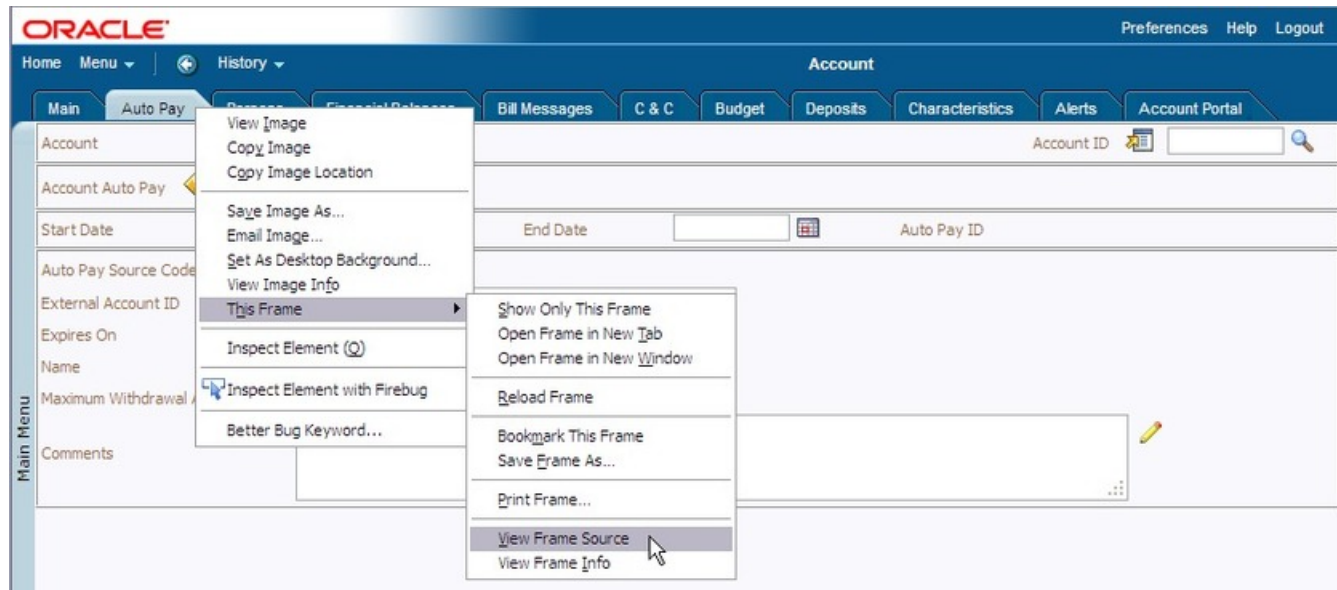 ORACLE
Preferences Help Logout
Home Menu History Account
Main Auto Pay Persons Financial Balances Bill Messages C & C Budget Deposits Characteristics Alerts Account Portal
Account Account ID
Account Auto Pay
Start Date End Date Auto Pay ID
Auto Pay Source Code
External Account ID
Expires On
Name
Maximum Withdrawal
Comments
Main Menu
View Image
Copy Image
Copy Image Location
Save Image As...
Email Image...
Set As Desktop Background...
View Image Info
This Frame
Inspect Element (Q)
Inspect Element with Firebug
Better Bug Keyword...
Show Only This Frame
Open Frame in New Tab
Open Frame in New Window
Reload Frame
Bookmark This Frame
Save Frame As...
Print Frame...
View Frame Source
View Frame Info